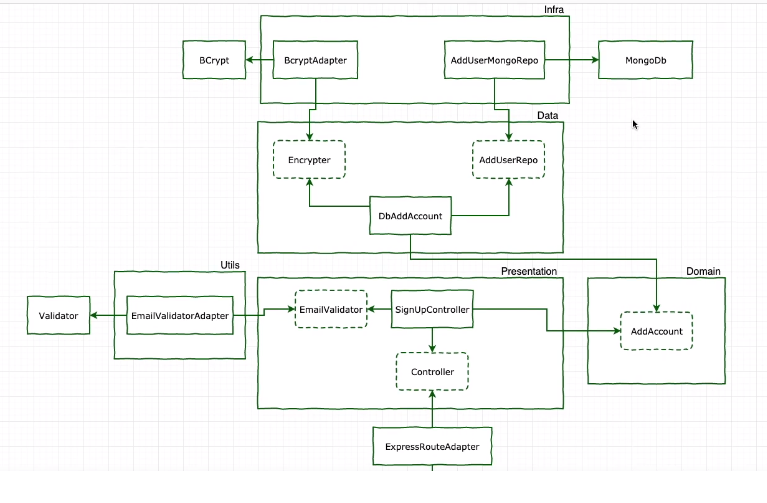 Infra
BCrypt
BcryptAdapter
AddUserMongoRepo
MongoDb
Data
Encrypter
AddUserRepo
DbAddAccount
Utils
Presentation
Domain
Validator
EmailValidatorAdapter
EmailValidator
SignUpController
AddAccount
Controller
ExpressRouteAdapter